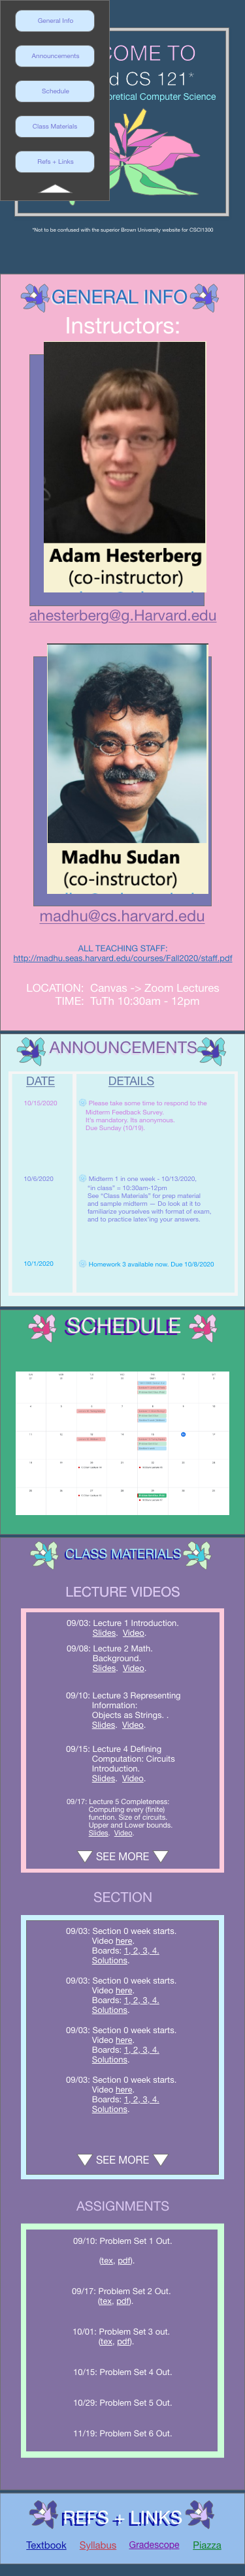 General Info
Announcements
Schedule
Class Materials
Refs + Links
COME TO
d CS 121*
retical Computer Science
*Not to be confused with the superior Brown University website for CSCI1300
GENERAL INFO
Instructors:
Adam Hesterberg
(co-instructor)
ahesterberg@g.Harvard.edu
Madhu Sudan
(co-instructor)
madhu@cs.harvard.edu
ALL TEACHING STAFF:
http://madhu.seas.harvard.edu/courses/Fall2020/staff.pdf
LOCATION: Canvas -> Zoom Lectures
TIME: TuTh 10:30am - 12pm
ANNOUNCEMENTS
DATE DETAILS
10/15/2020 Please take some time to respond to the
Midterm Feedback Survey.
It's mandatory. Its anonymous.
Due Sunday (10/19).
10/6/2020 Midterm 1 in one week - 10/13/2020,
"in class" = 10:30am-12pm
See "Class Materials" for prep material
and sample midterm — Do look at it to
familiarize yourselves with format of exam,
and to practice latex'ing your answers.
10/1/2020 Homework 3 available now. Due 10/8/2020
SCHEDULE
CLASS MATERIALS
LECTURE VIDEOS
09/03: Lecture 1 Introduction.
Slides. Video.
09/08: Lecture 2 Math.
Background.
Slides. Video.
09/10: Lecture 3 Representing
Information:
Objects as Strings. .
Slides. Video.
09/15: Lecture 4 Defining
Computation: Circuits
Introduction.
Slides. Video.
09/17: Lecture 5 Completeness:
Computing every (finite)
function. Size of circuits.
Upper and Lower bounds.
Slides. Video.
SEE MORE
SECTION
09/03: Section 0 week starts.
Video here.
Boards: 1, 2, 3, 4.
Solutions.
09/03: Section 0 week starts.
Video here.
Boards: 1, 2, 3, 4.
Solutions.
09/03: Section 0 week starts.
Video here.
Boards: 1, 2, 3, 4.
Solutions.
09/03: Section 0 week starts.
Video here.
Boards: 1, 2, 3, 4.
Solutions.
SEE MORE
ASSIGNMENTS
09/10: Problem Set 1 Out.
(tex, pdf).
09/17: Problem Set 2 Out.
(tex, pdf).
10/01: Problem Set 3 out.
(tex, pdf).
10/15: Problem Set 4 Out.
10/29: Problem Set 5 Out.
11/19: Problem Set 6 Out.
REFS + LINKS
Textbook Syllabus Gradescope Piazza